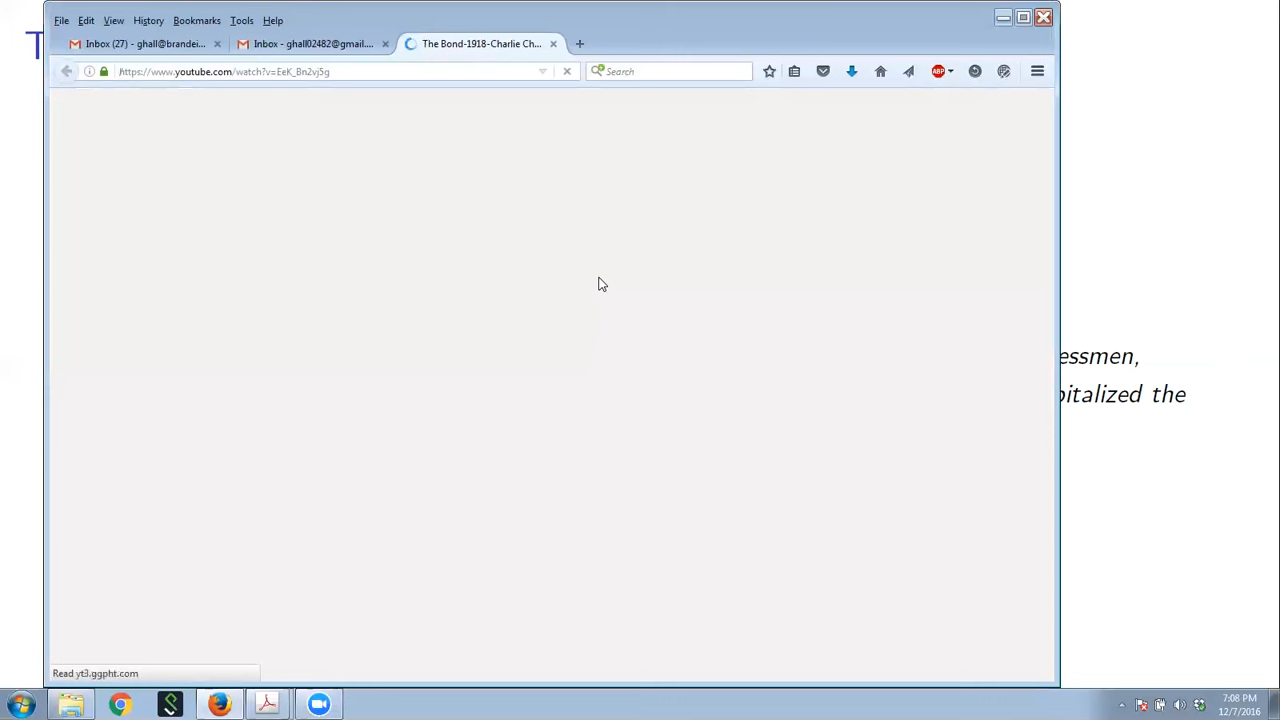 T
File Edit View History Bookmarks Tools Help
Inbox (27) - ghall@brandei... Inbox - ghall02482@gmail.... The Bond-1918-Charlie Ch...
https://www.youtube.com/watch?v=EeK_Bn2vj5g Search ABP
essmen,
pitalized the
Read yt3.ggpht.com
7:08 PM
12/7/2016